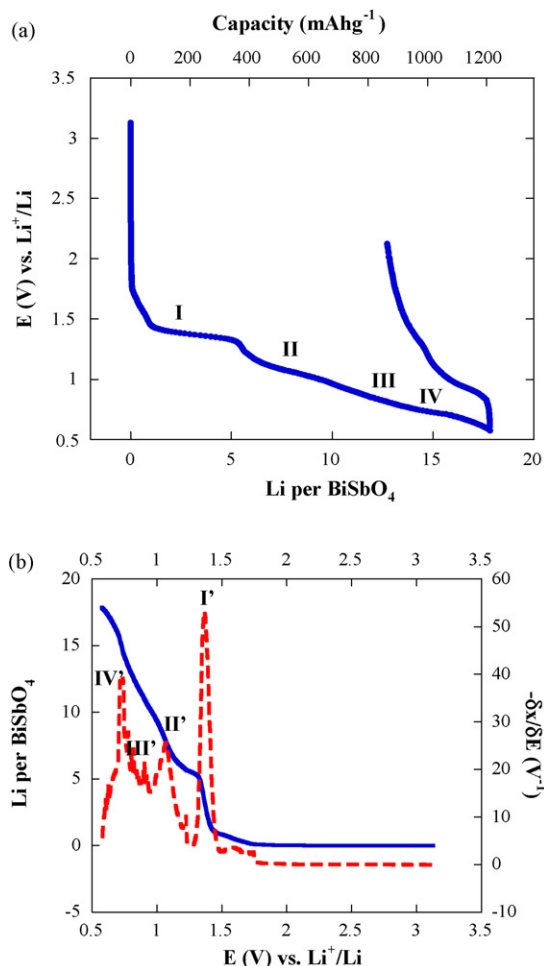 (a)
Capacity (mAhg⁻¹)
0 200 400 600 800 1000 1200
3.5
3
2.5
2
1.5
1
0.5
E (V) vs. Li⁺/Li
I
II
III
IV
0 5 10 15 20
Li per BiSbO₄
(b)
0.5 1 1.5 2 2.5 3 3.5
20
15
10
5
0
-5
Li per BiSbO₄
I’
IV’
II’
III’
60
50
40
30
20
10
0
-10
-δx/δE (V⁻¹)
0.5 1 1.5 2 2.5 3 3.5
E (V) vs. Li⁺/Li